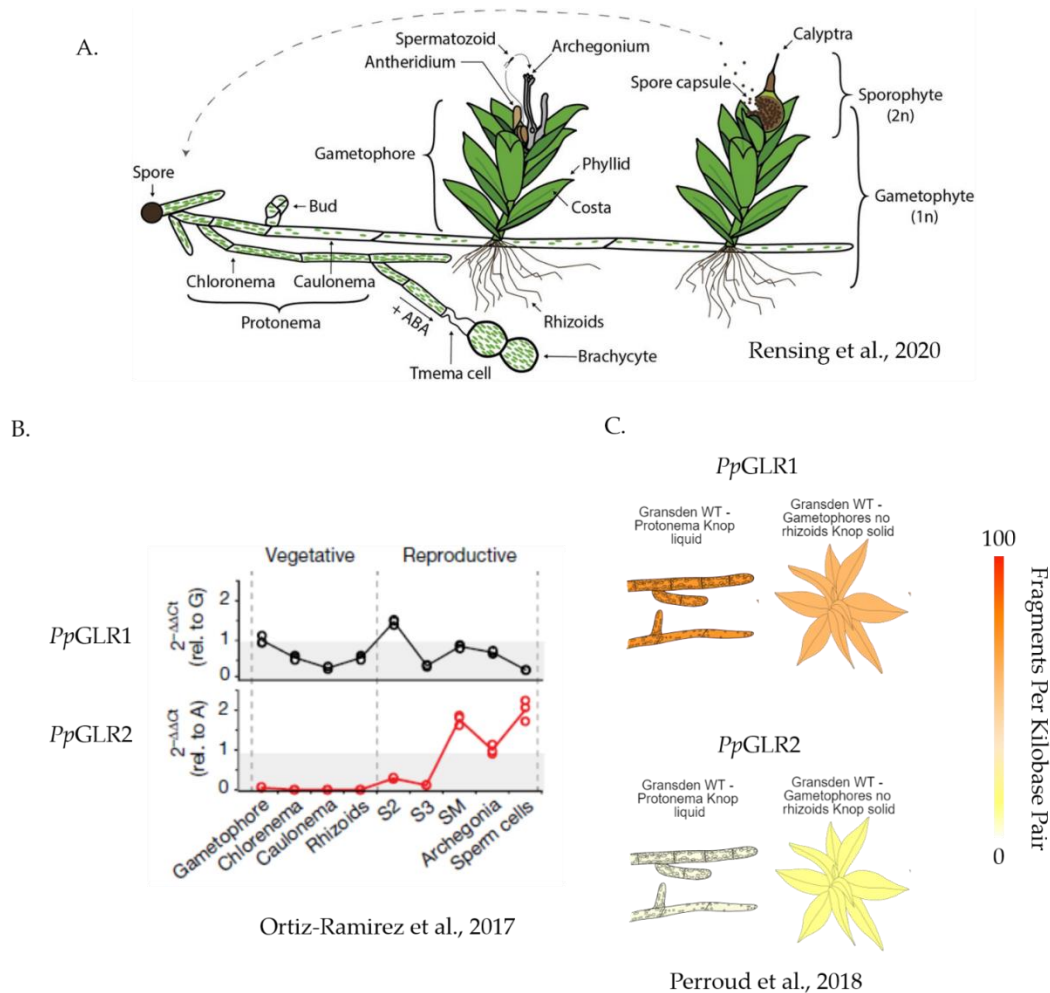 A.
Spermatozoid
Antheridium
Archegonium
Calyptra
Spore capsule
Sporophyte
(2n)
Gametophore
Phyllid
Costa
Gametophyte
(1n)
Spore
Bud
Chloronema
Caulonema
Protonema
+ ABA
Tmema cell
Brachycyte
Rhizoids
Rensing et al., 2020
B.
Vegetative
Reproductive
PpGLR1
2^-ΔΔCt
(rel. to G)
2
1
0
PpGLR2
2^-ΔΔCt
(rel. to A)
2
1
0
Gametophore
Chlorenema
Caulonema
Rhizoids
S2
S3
SM
Archegonia
Sperm cells
Ortiz-Ramirez et al., 2017
C.
PpGLR1
Gransden WT -
Protonema Knop
liquid
Gransden WT -
Gametophores no
rhizoids Knop solid
PpGLR2
Gransden WT -
Protonema Knop
liquid
Gransden WT -
Gametophores no
rhizoids Knop solid
100
0
Fragments Per Kilobase Pair
Perroud et al., 2018